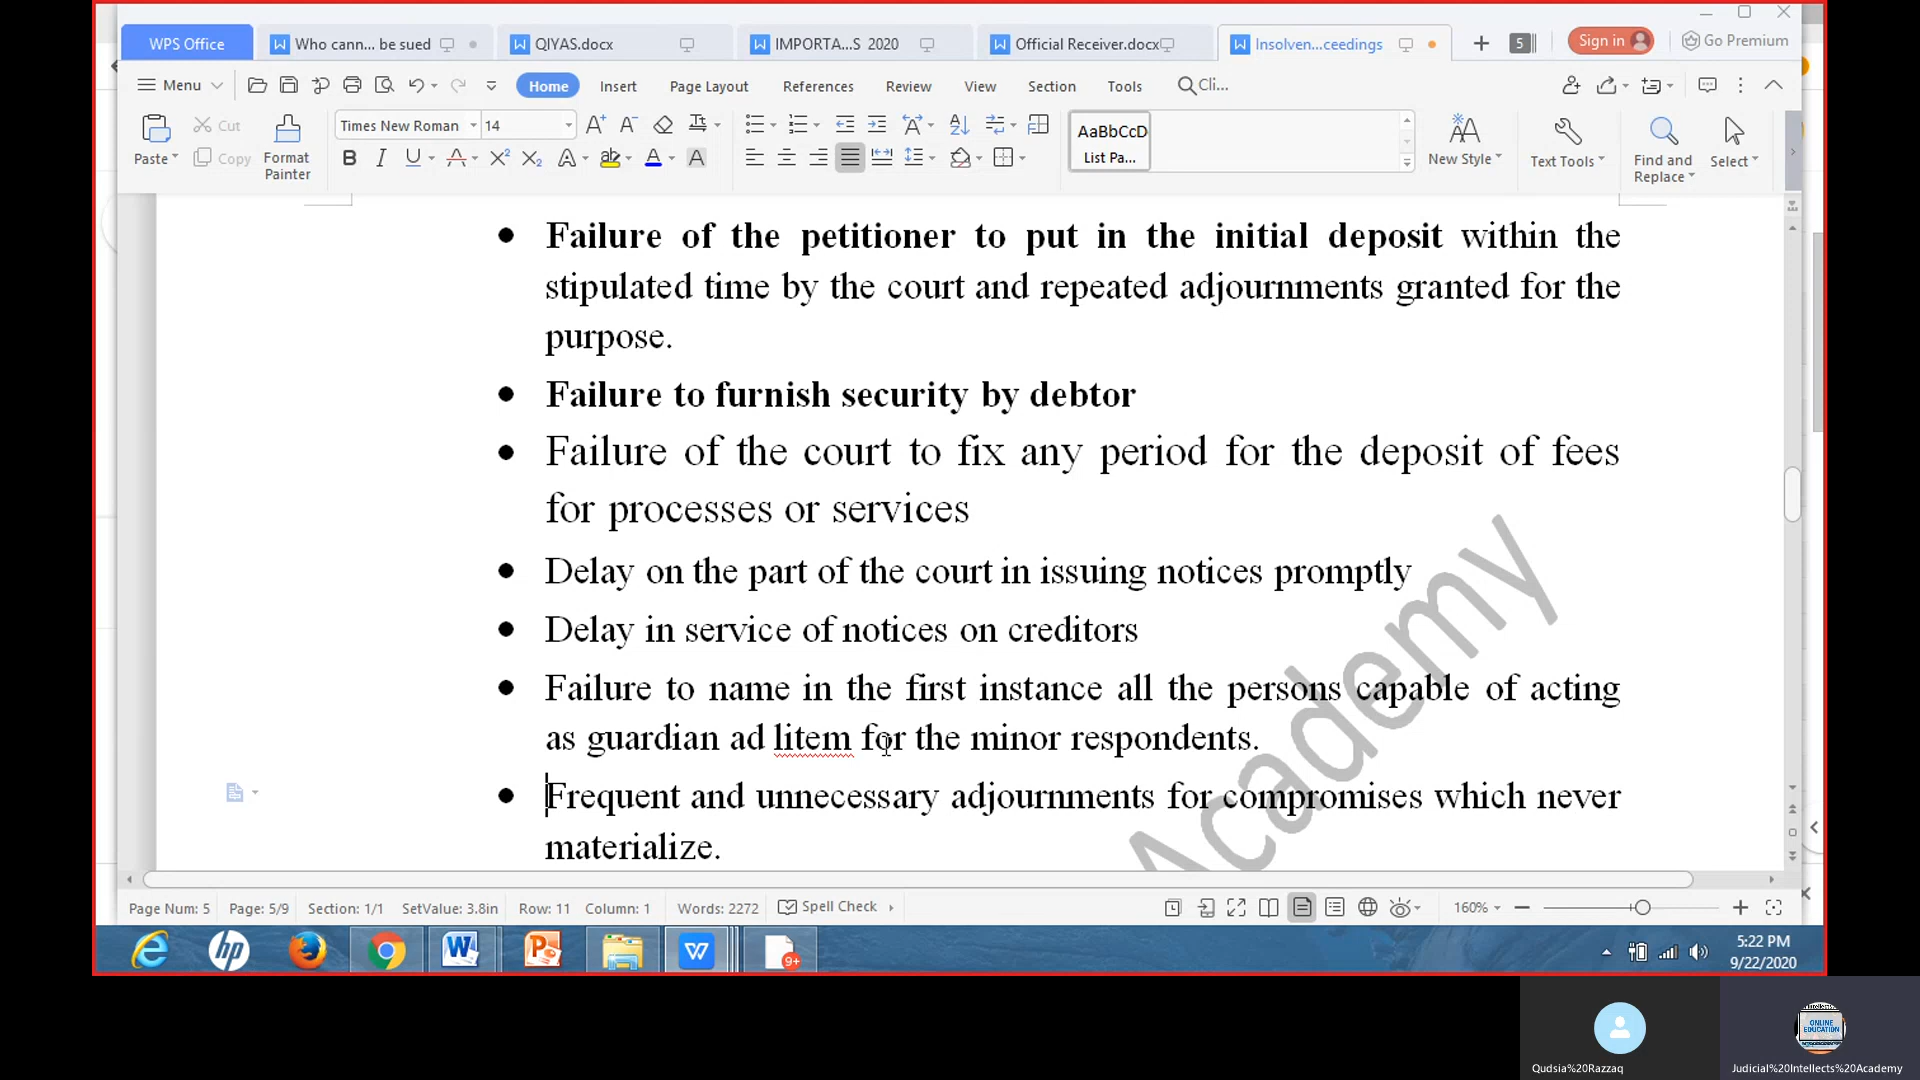 WPS Office
Who cann... be sued
QIYAS.docx
IMPORTA...S 2020
Official Receiver.docx
Insolven...ceedings
5
Sign in
Go Premium
Menu
Home
Insert
Page Layout
References
Review
View
Section
Tools
Cli...
Paste
Cut
Copy
Format
Painter
Times New Roman
14
AaBbCcD
List Pa...
New Style
Text Tools
Find and
Replace
Select
Failure of the petitioner to put in the initial deposit within the
stipulated time by the court and repeated adjournments granted for the
purpose.
Failure to furnish security by debtor
Failure of the court to fix any period for the deposit of fees
for processes or services
Delay on the part of the court in issuing notices promptly
Delay in service of notices on creditors
Failure to name in the first instance all the persons capable of acting
as guardian ad litem for the minor respondents.
Frequent and unnecessary adjournments for compromises which never
materialize.
Academy
Page Num: 5
Page: 5/9
Section: 1/1
SetValue: 3.8in
Row: 11
Column: 1
Words: 2272
Spell Check
160%
9+
5:22 PM
9/22/2020
ONLINE
EDUCATION
Qudsia%20Razzaq
Judicial%20Intellects%20Academy